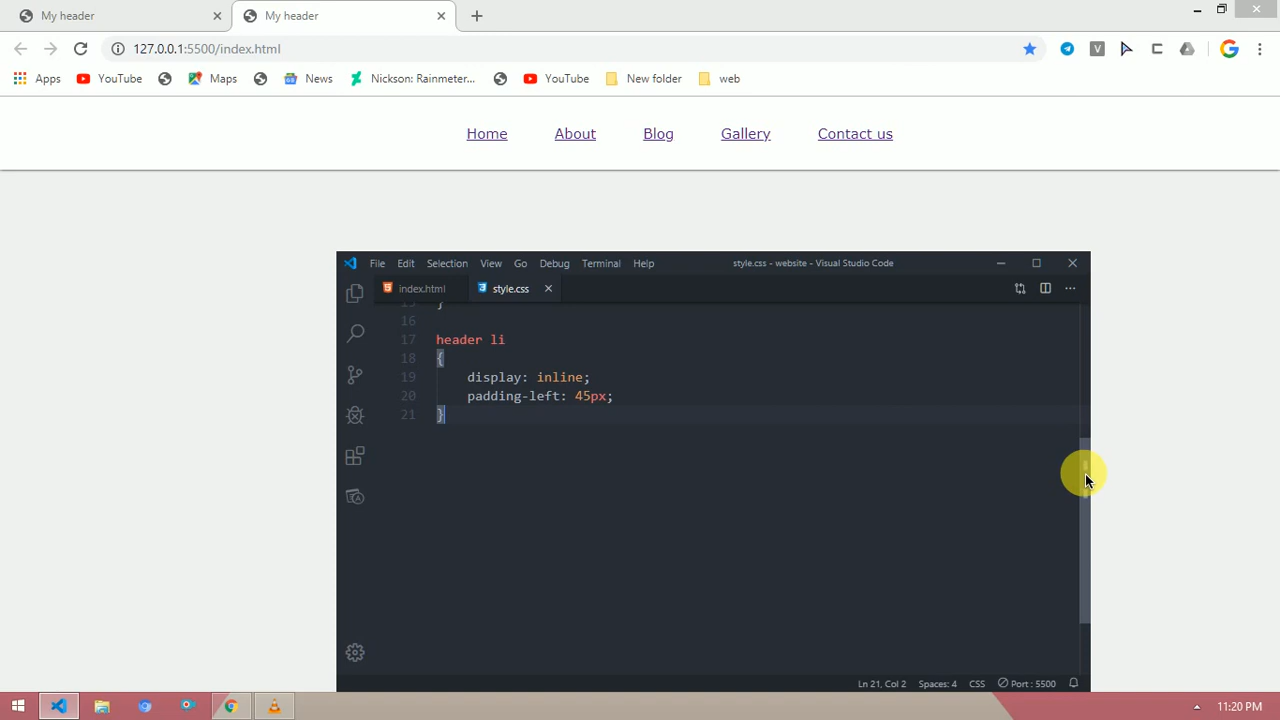 My header
My header
127.0.0.1:5500/index.html
Apps YouTube Maps News Nickson: Rainmeter... YouTube New folder web
Home About Blog Gallery Contact us
File Edit Selection View Go Debug Terminal Help style.css - website - Visual Studio Code
index.html style.css
15 }
16
17 header li
18 {
19 display: inline;
20 padding-left: 45px;
21 }
Ln 21, Col 2 Spaces: 4 CSS Port : 5500
11:20 PM